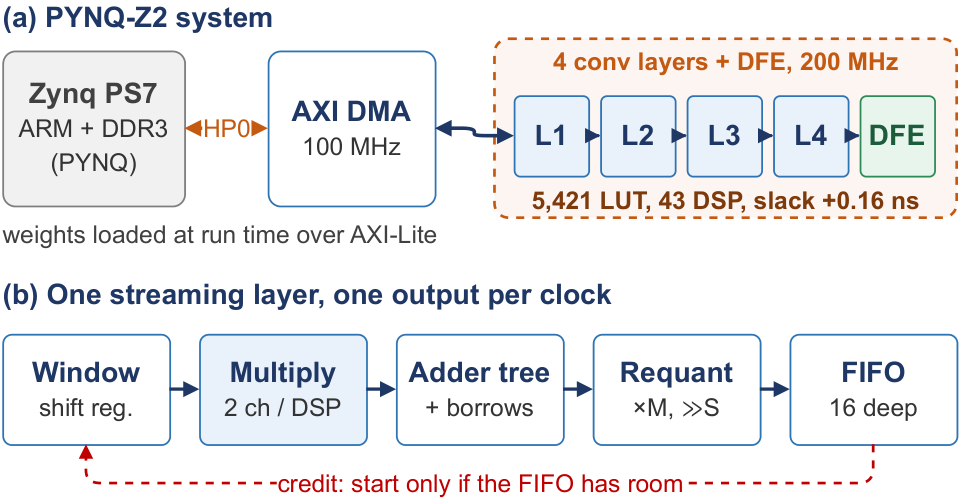 (a) PYNQ-Z2 system
Zynq PS7
ARM + DDR3
(PYNQ)
HP0
AXI DMA
100 MHz
4 conv layers + DFE, 200 MHz
L1
L2
L3
L4
DFE
5,421 LUT, 43 DSP, slack +0.16 ns
weights loaded at run time over AXI-Lite
(b) One streaming layer, one output per clock
Window
shift reg.
Multiply
2 ch / DSP
Adder tree
+ borrows
Requant
×M, ≫S
FIFO
16 deep
credit: start only if the FIFO has room